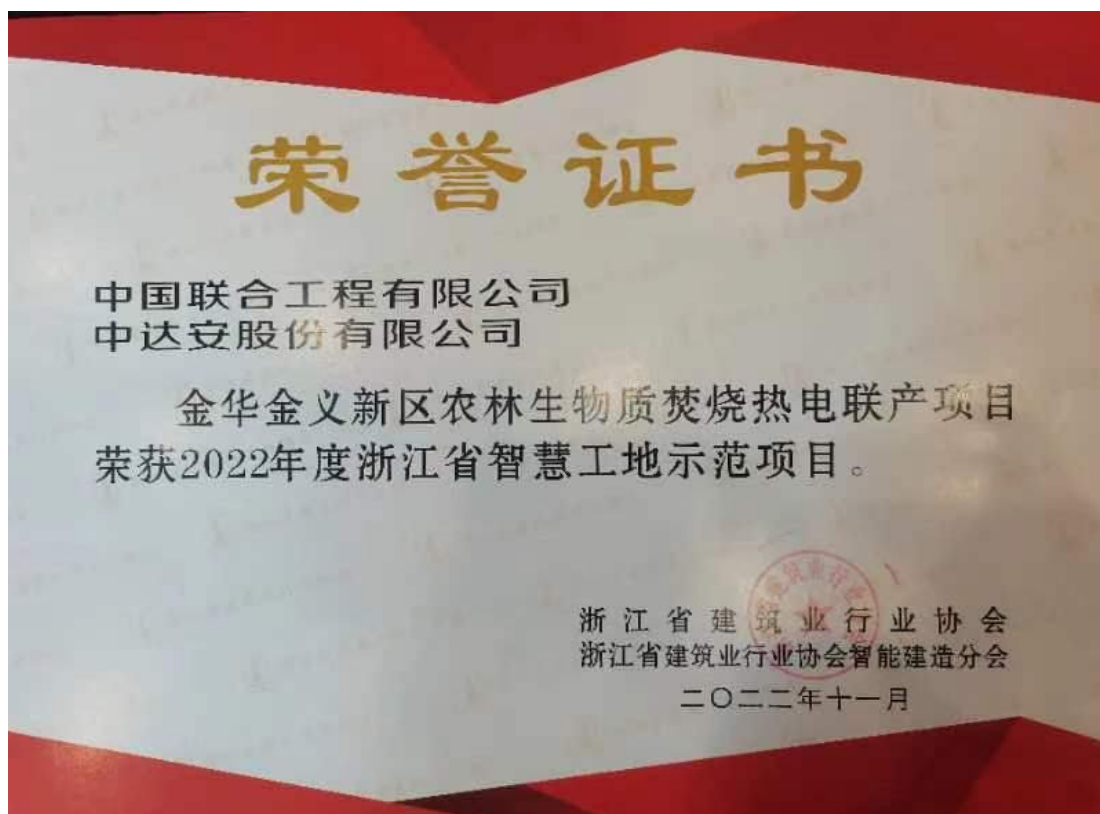 荣誉证书
中国联合工程有限公司
中达安股份有限公司
金华金义新区农林生物质焚烧热电联产项目
荣获2022年度浙江省智慧工地示范项目。
浙江省建筑业行业协会
浙江省建筑业行业协会智能建造分会
二〇二二年十一月